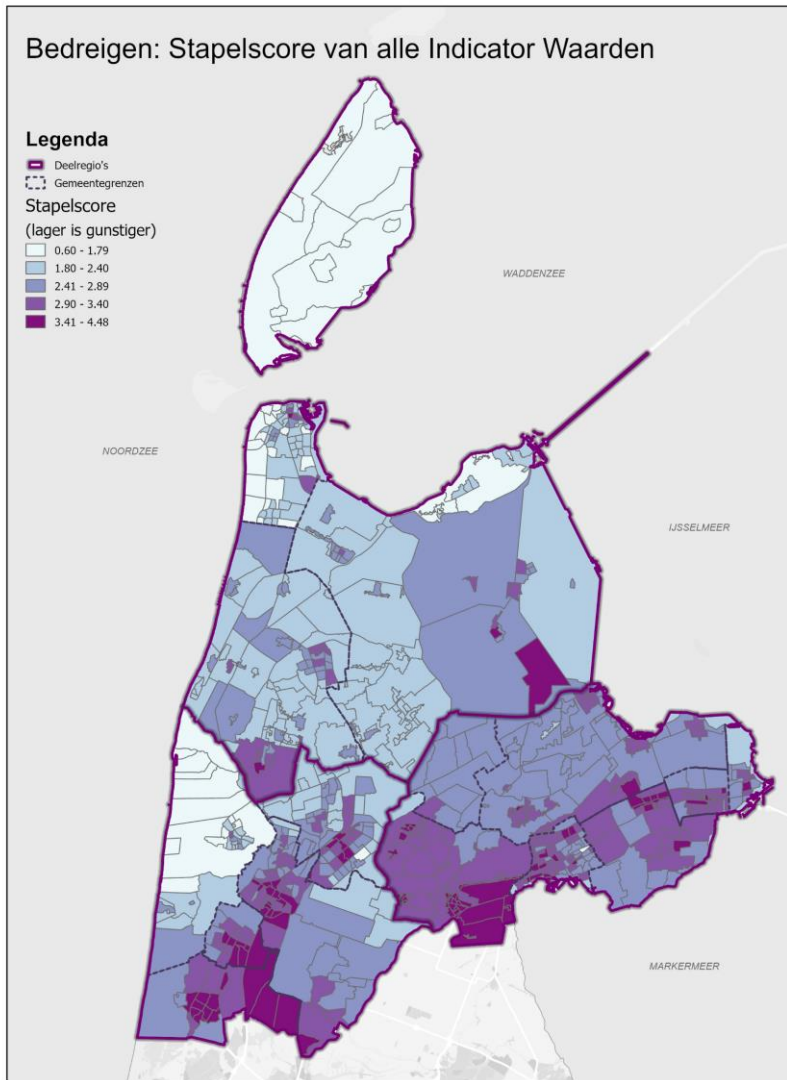 Bedreigen: Stapelscore van alle Indicator Waarden
Legenda
Deelregio's
Gemeentegrenzen
Stapelscore
(lager is gunstiger)
0.60 - 1.79
1.80 - 2.40
2.41 - 2.89
2.90 - 3.40
3.41 - 4.48
WADDENZEE
NOORDZEE
IJSSELMEER
MARKERMEER